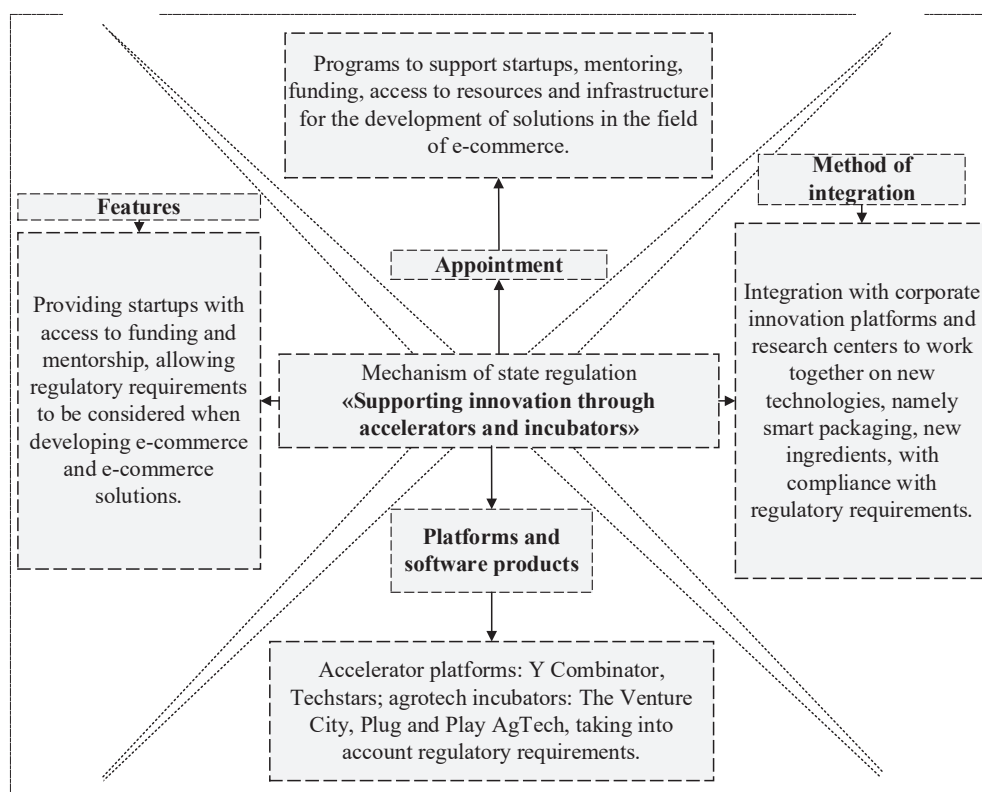 Programs to support startups, mentoring,
funding, access to resources and infrastructure
for the development of solutions in the field
of e-commerce.
Method of
integration
Features
Appointment
Providing startups with
access to funding and
mentorship, allowing
regulatory requirements
to be considered when
developing e-commerce
and e-commerce
solutions.
Mechanism of state regulation
«Supporting innovation through
accelerators and incubators»
Integration with corporate
innovation platforms and
research centers to work
together on new
technologies, namely
smart packaging, new
ingredients, with
compliance with
regulatory requirements.
Platforms and
software products
Accelerator platforms: Y Combinator,
Techstars; agrotech incubators: The Venture
City, Plug and Play AgTech, taking into
account regulatory requirements.